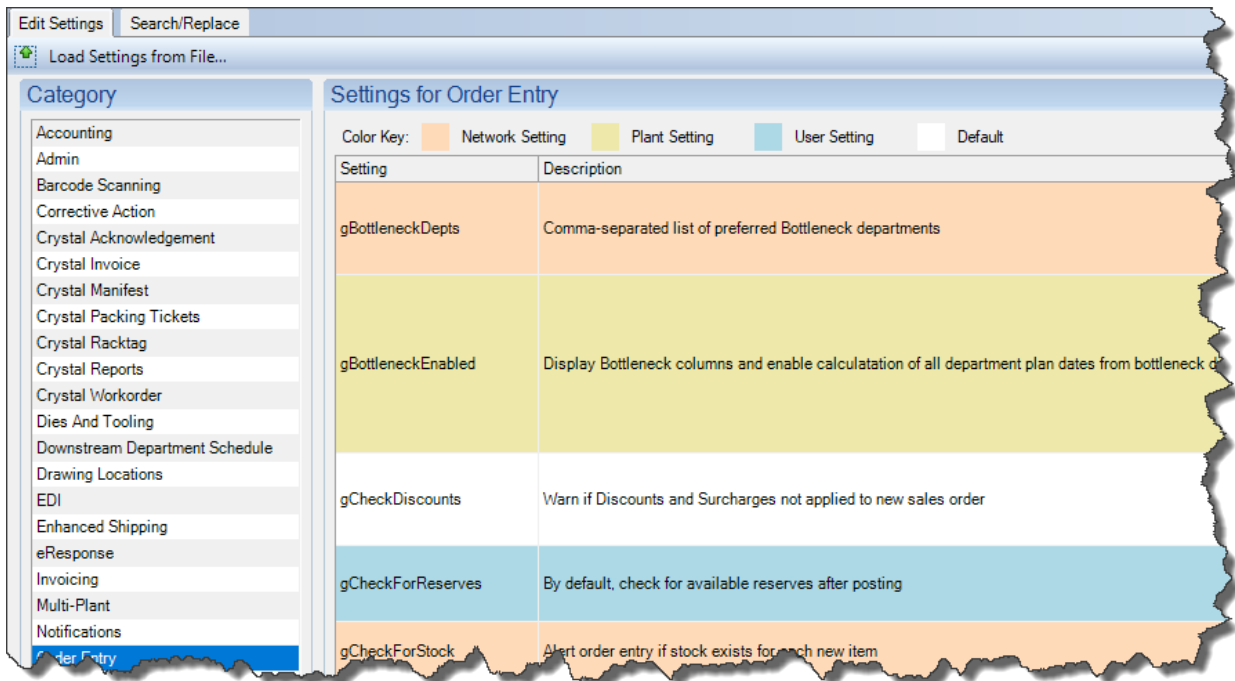 Edit Settings Search/Replace
Load Settings from File...
Category
Accounting
Admin
Barcode Scanning
Corrective Action
Crystal Acknowledgement
Crystal Invoice
Crystal Manifest
Crystal Packing Tickets
Crystal Racktag
Crystal Reports
Crystal Workorder
Dies And Tooling
Downstream Department Schedule
Drawing Locations
EDI
Enhanced Shipping
eResponse
Invoicing
Multi-Plant
Notifications
Order Entry
Settings for Order Entry
Color Key: Network Setting Plant Setting User Setting Default
Setting Description
gBottleneckDepts Comma-separated list of preferred Bottleneck departments
gBottleneckEnabled Display Bottleneck columns and enable calculatation of all department plan dates from bottleneck d
gCheckDiscounts Warn if Discounts and Surcharges not applied to new sales order
gCheckForReserves By default, check for available reserves after posting
gCheckForStock Alert order entry if stock exists for each new item